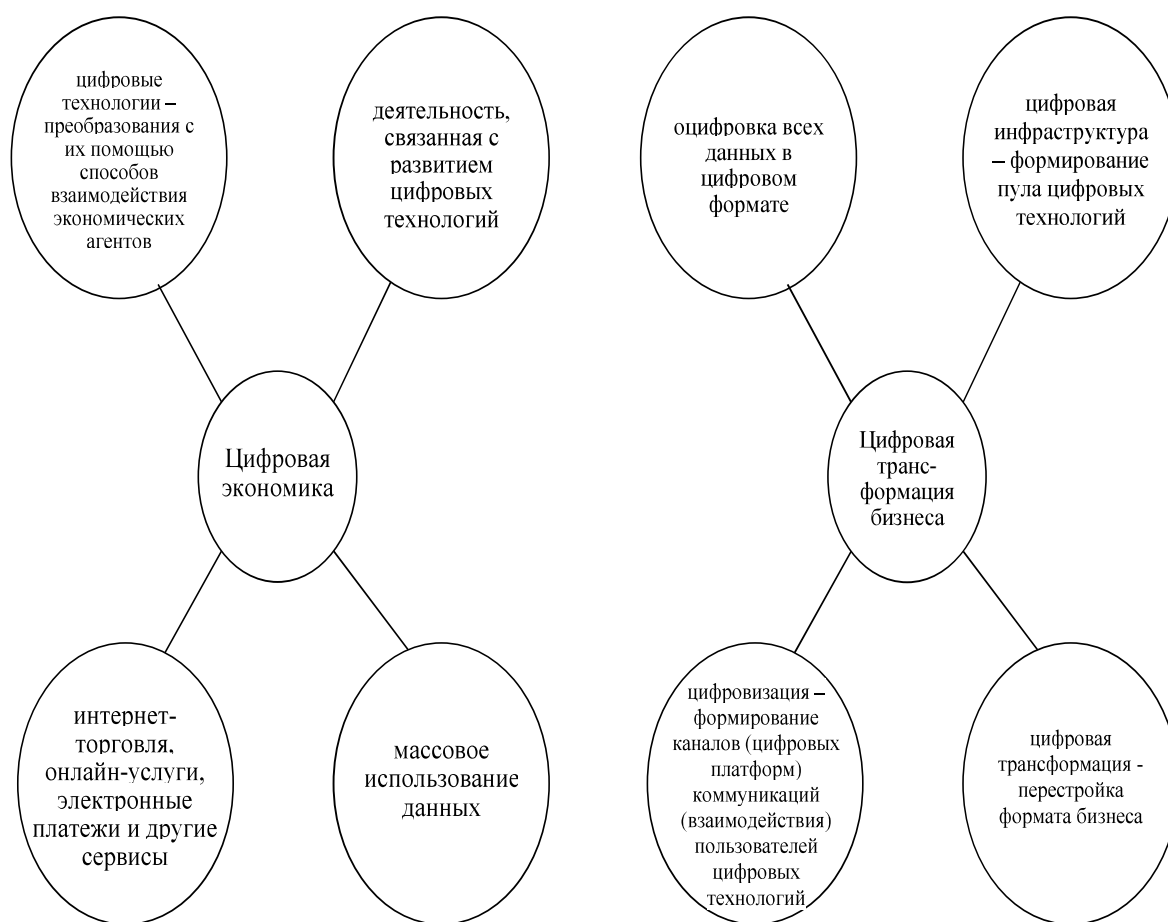 цифровые
технологии –
преобразования с
их помощью
способов
взаимодействия
экономических
агентов
деятельность,
связанная с
развитием
цифровых
технологий
оцифровка всех
данных в
цифровом
формате
цифровая
инфраструктура
– формирование
пула цифровых
технологий
Цифровая
экономика
Цифровая
транс-
формация
бизнеса
интернет-
торговля,
онлайн-услуги,
электронные
платежи и другие
сервисы
массовое
использование
данных
цифровизация –
формирование
каналов (цифровых
платформ)
коммуникаций
(взаимодействия)
пользователей
цифровых
технологий
цифровая
трансформация -
перестройка
формата бизнеса